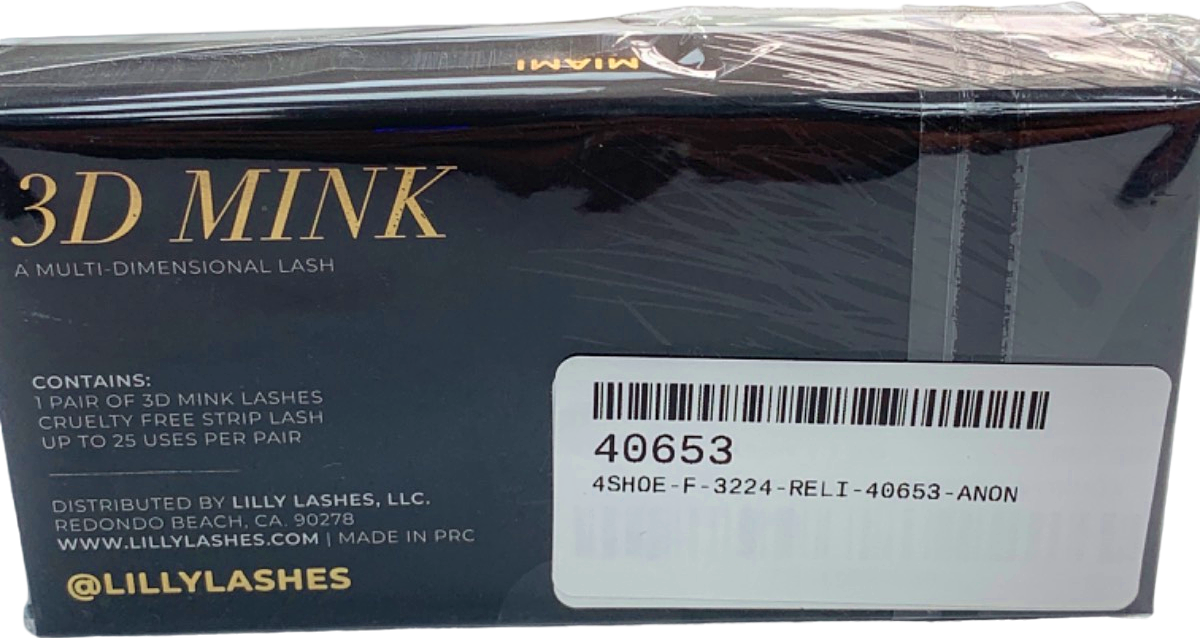 MIAMI
3D MINK
A MULTI-DIMENSIONAL LASH
CONTAINS:
1 PAIR OF 3D MINK LASHES
CRUELTY FREE STRIP LASH
UP TO 25 USES PER PAIR
DISTRIBUTED BY LILLY LASHES, LLC.
REDONDO BEACH, CA. 90278
WWW.LILLYLASHES.COM | MADE IN PRC
@LILLYLASHES
40653
4SHOE-F-3224-RELI-40653-ANON